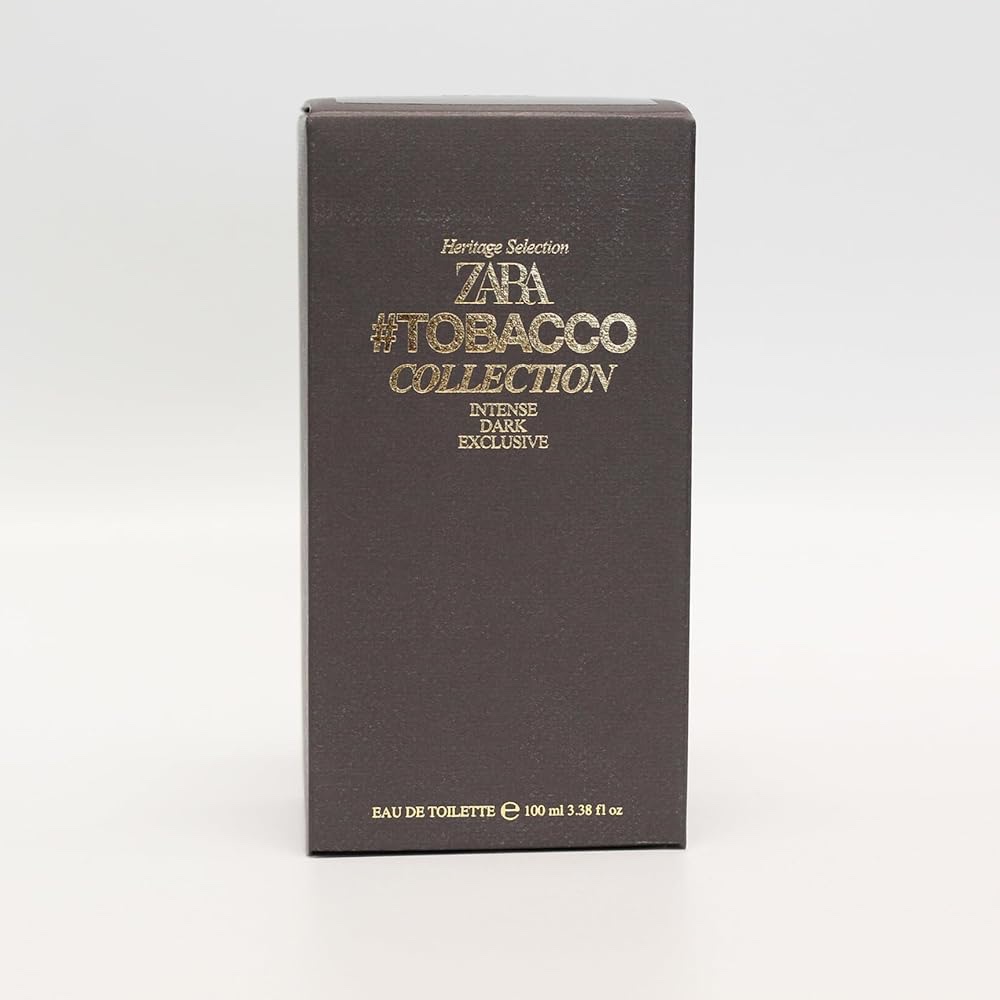 Heritage Selection
ZARA
#TOBACCO
COLLECTION
INTENSE
DARK
EXCLUSIVE
EAU DE TOILETTE ℮ 100 ml 3.38 fl oz